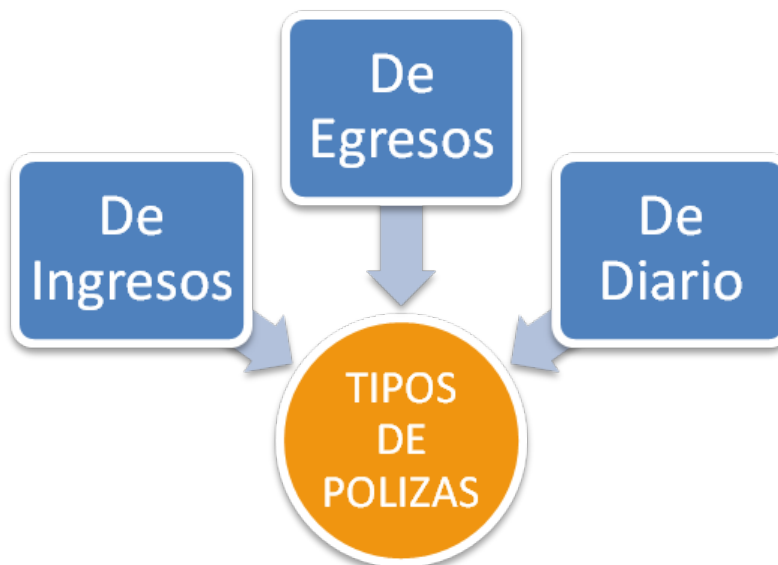 De
Ingresos
De
Egresos
De
Diario
TIPOS
DE
POLIZAS